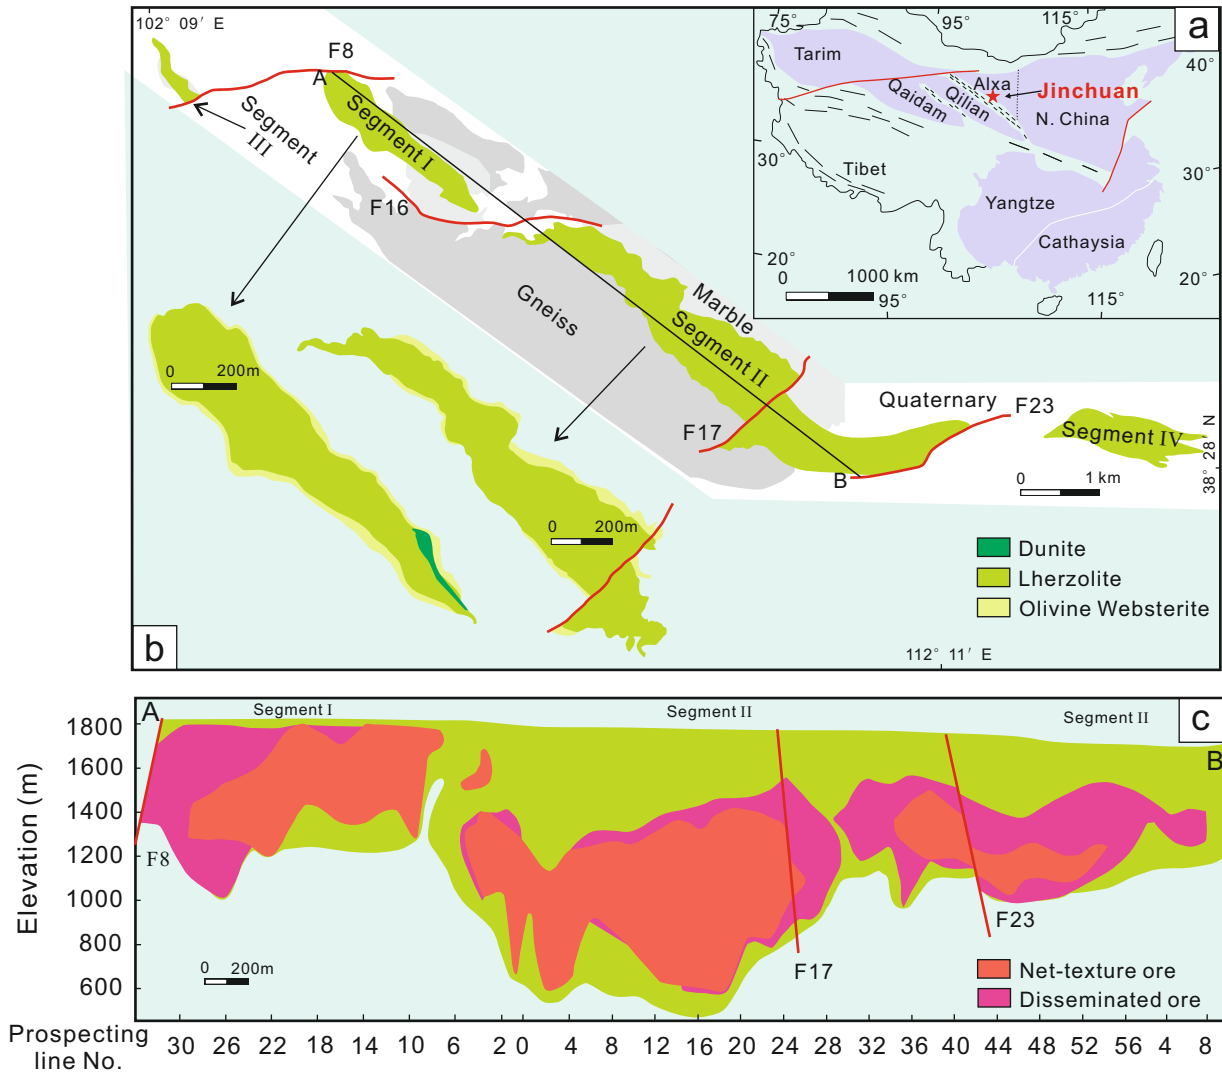 102° 09′ E
F8
A
Segment I
Segment
III
F16
Gneiss
Marble
Segment II
F17
B
Quaternary
F23
Segment IV
0 1 km
38° 28′ N
0 200m
0 200m
Dunite
Lherzolite
Olivine Websterite
112° 11′ E
b
a
75°
95°
115°
40°
Tarim
Alxa
Jinchuan
Qaidam
Qilian
N. China
30°
Tibet
30°
Yangtze
Cathaysia
20°
0 1000 km
20°
95°
115°
A
Segment I
Segment II
Segment II
c
B
Elevation (m)
1800
1600
1400
1200
1000
800
600
F8
F17
F23
0 200m
Net-texture ore
Disseminated ore
Prospecting
line No.
30 26 22 18 14 10 6 2 0 4 8 12 16 20 24 28 32 36 44 48 52 56 4 8